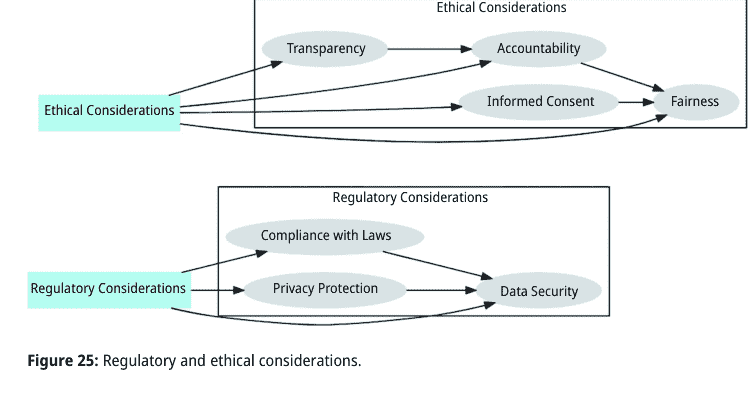 Ethical Considerations
Transparency
Accountability
Ethical Considerations
Informed Consent
Fairness
Regulatory Considerations
Compliance with Laws
Regulatory Considerations
Privacy Protection
Data Security
Figure 25: Regulatory and ethical considerations.